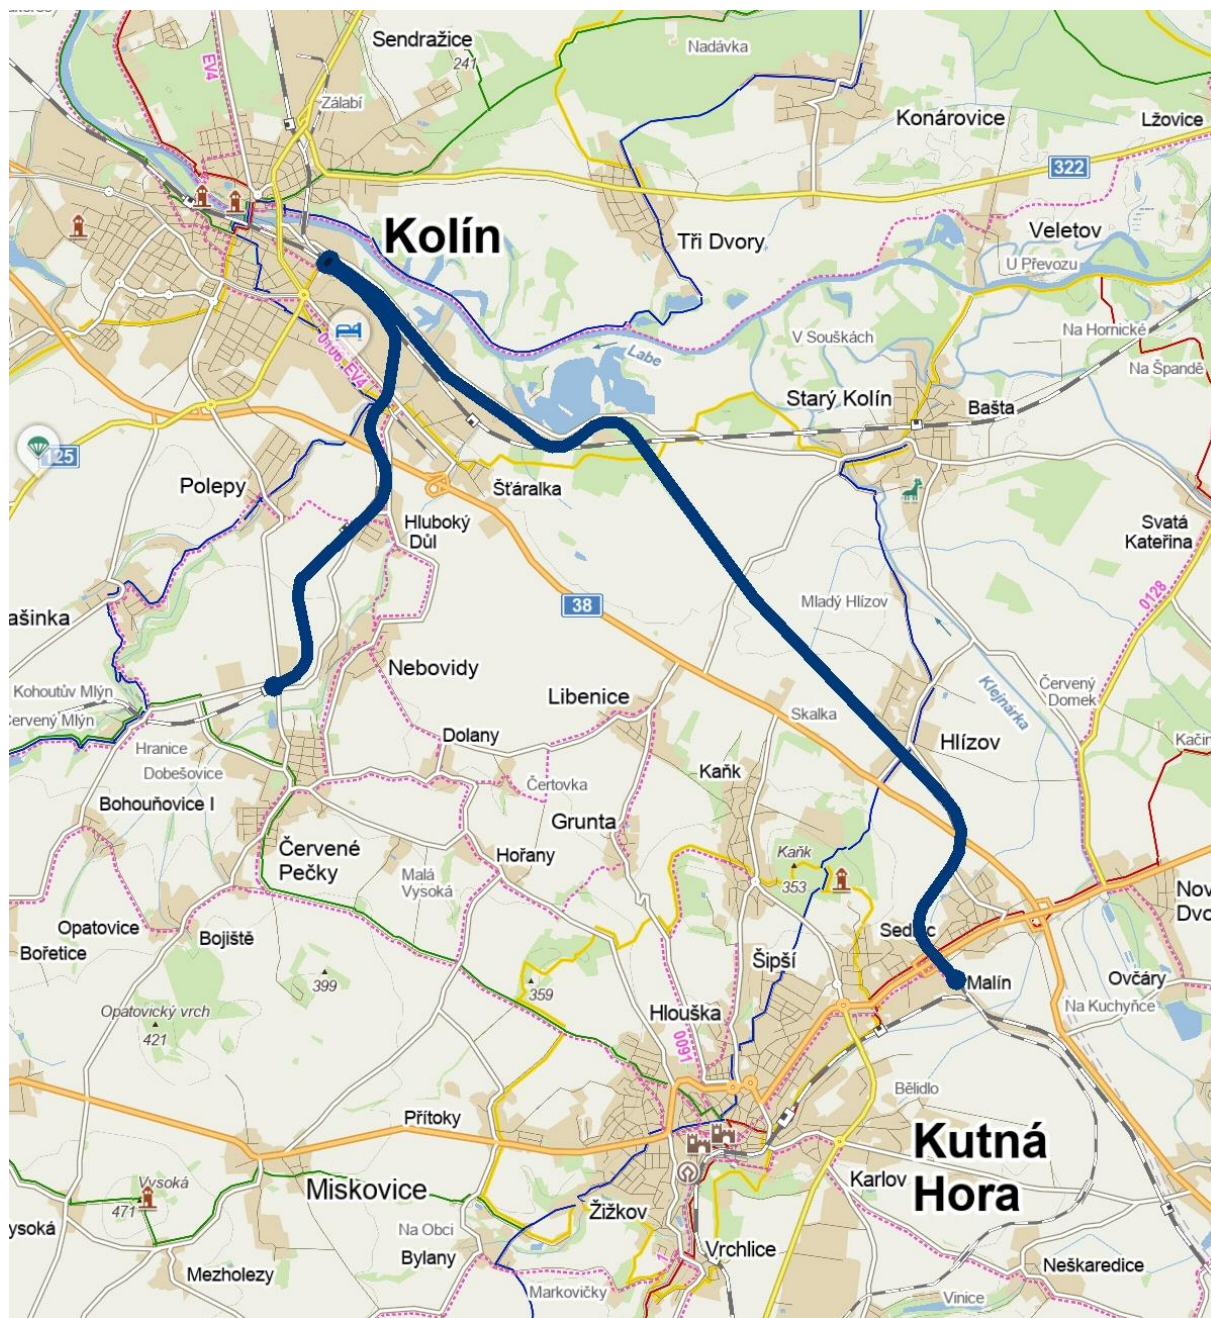 Sendražice
241
Nadávka
EV4
Zálabí
Konárovice
Lžovice
322
Kolín
Tři Dvory
Veletov
U Převozu
V Souškách
Na Hornické
Labe
Na Špandě
0106, EV4
Starý Kolín
Bašta
125
Polepy
Šťáralka
Hluboký
Důl
Svatá
Kateřina
38
Mladý Hlízov
0128
ašinka
Nebovidy
Kohoutův Mlýn
Červený Mlýn
Libenice
Klejnárka
Červený
Domek
Skalka
Hranice
Dolany
Hlízov
Kačin
Dobešovice
Kaňk
Čertovka
Bohouňovice I
Grunta
Červené
Pečky
Hořany
Kaňk
353
Malá
Vysoká
Nov
Dvo
Opatovice
Bojiště
Bořetice
Šipší
399
359
Malín
Ovčáry
Na Kuchyňce
Opatovický vrch
421
Hlouška
1600
Bělidlo
Přítoky
Kutná
Hora
Karlov
Vysoká
471
Miskovice
ysoká
Na Obci
Žižkov
Bylany
Vrchlice
Mezholezy
Neškaredice
Markovičky
Vinice